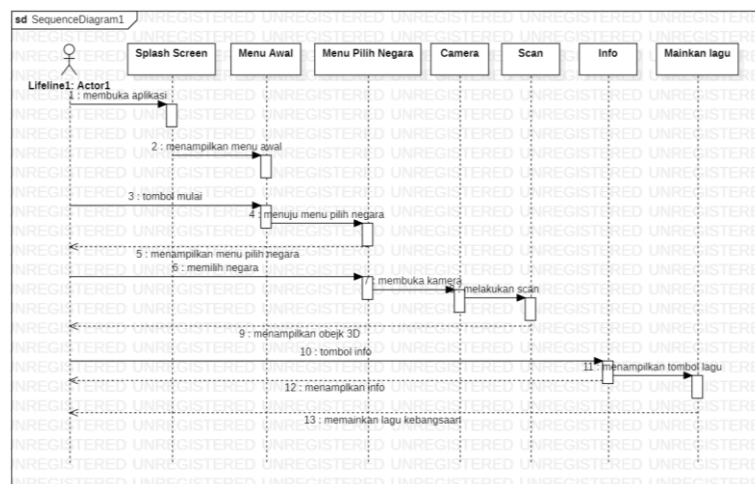 sd SequenceDiagram1
Splash Screen
Menu Awal
Menu Pilih Negara
Camera
Scan
Info
Mainkan lagu
Lifeline1: Actor1
1 : membuka aplikasi
2 : menampilkan menu awal
3 : tombol mulai
4 : menuju menu pilih negara
5 : menampilkan menu pilih negara
6 : memilih negara
7 : membuka kamera
melakukan scan
9 : menampilkan obejk 3D
10 : tombol info
11 : menampilkan tombol lagu
12 : menamplkan info
13 : memainkan lagu kebangsaan
UNREGISTERED